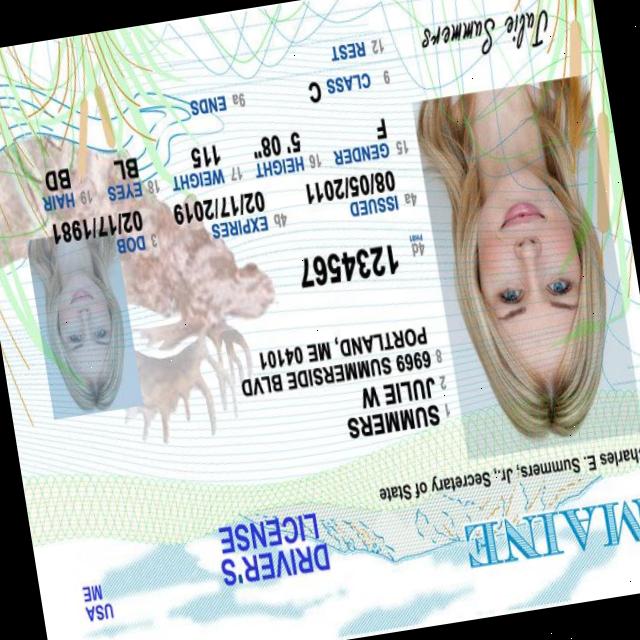 MAINE
DRIVER'S
LICENSE
USA
ME
harles E. Summers, Jr., Secretary of State
1 SUMMERS
2 JULIE W
8 6969 SUMMERSIDE BLVD
PORTLAND, ME 04101
4d 1234567
4a ISSUED 4b EXPIRES 3 DOB
08/05/2011 02/17/2019 02/17/1981
15 GENDER 16 HEIGHT 17 WEIGHT 18 EYES 19 HAIR
F 5' 08" 115 BL BD
9 CLASS C 9a ENDS
12 REST
Julie Summers